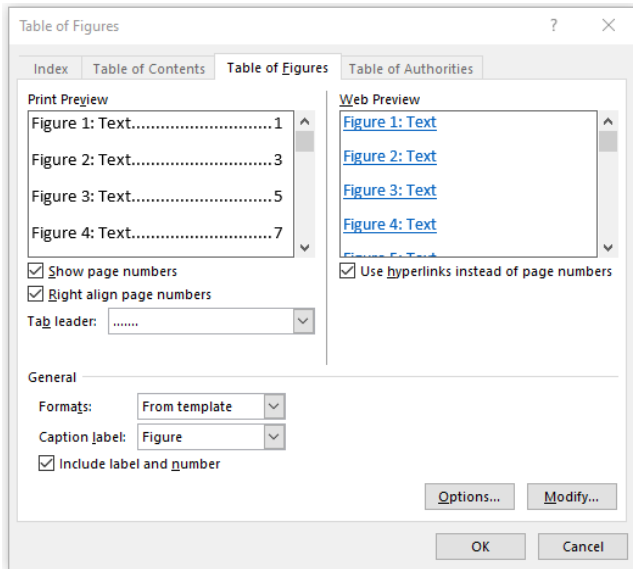 Table of Figures ? ×
Index Table of Contents Table of Figures Table of Authorities
Print Preview
Figure 1: Text...............................1
Figure 2: Text...............................3
Figure 3: Text...............................5
Figure 4: Text...............................7
Show page numbers
Right align page numbers
Tab leader: .......
Web Preview
Figure 1: Text
Figure 2: Text
Figure 3: Text
Figure 4: Text
Figure 5: Text
Use hyperlinks instead of page numbers
General
Formats: From template
Caption label: Figure
Include label and number
Options... Modify...
OK Cancel